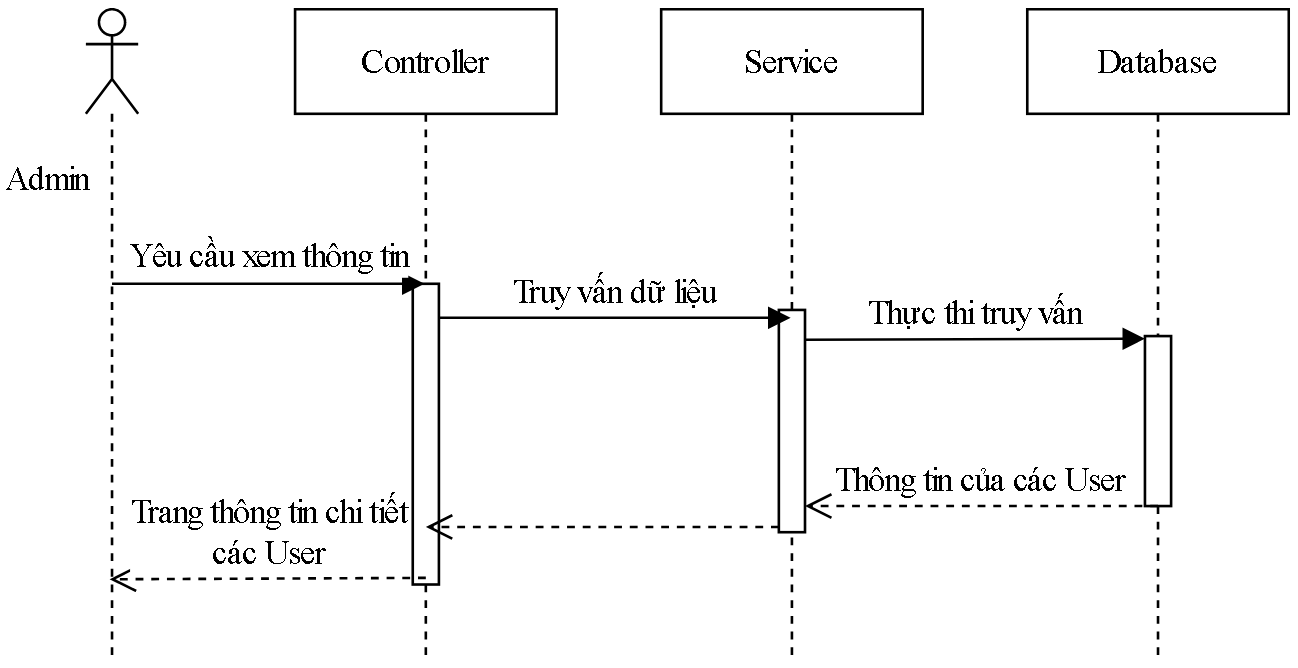 Controller
Service
Database
Admin
Yêu cầu xem thông tin
Truy vấn dữ liệu
Thực thi truy vấn
Thông tin của các User
Trang thông tin chi tiết
các User